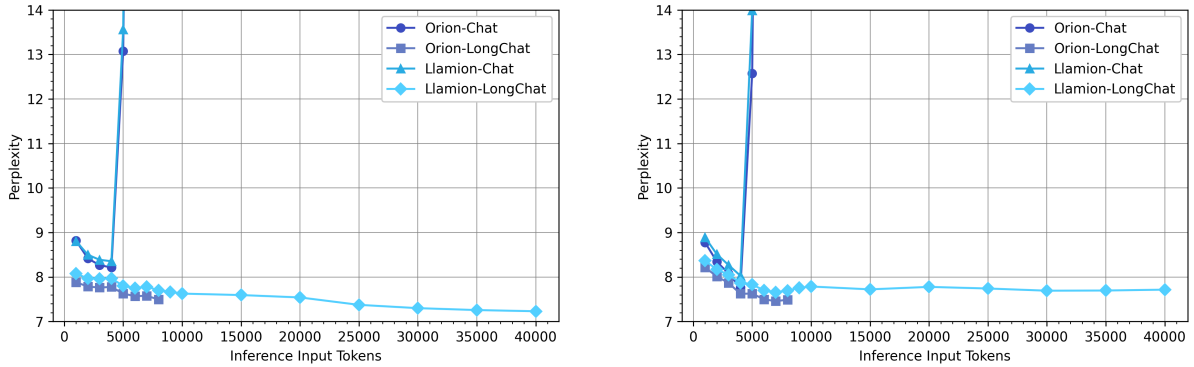 14
13
12
11
10
9
8
7
Perplexity
0 5000 10000 15000 20000 25000 30000 35000 40000
Inference Input Tokens
Orion-Chat
Orion-LongChat
Llamion-Chat
Llamion-LongChat
14
13
12
11
10
9
8
7
Perplexity
0 5000 10000 15000 20000 25000 30000 35000 40000
Inference Input Tokens
Orion-Chat
Orion-LongChat
Llamion-Chat
Llamion-LongChat